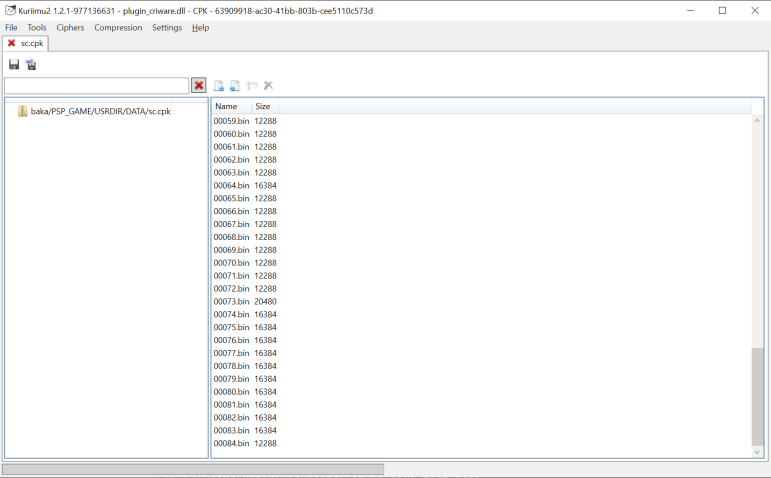 Kuriimu2 1.2.1-977136631 - plugin_criware.dll - CPK - 63909918-ac30-41bb-803b-cee5110c573d
File Tools Ciphers Compression Settings Help
sc.cpk
Name Size
baka/PSP_GAME/USRDIR/DATA/sc.cpk
00059.bin 12288
00060.bin 12288
00061.bin 12288
00062.bin 12288
00063.bin 12288
00064.bin 16384
00065.bin 12288
00066.bin 12288
00067.bin 12288
00068.bin 12288
00069.bin 12288
00070.bin 12288
00071.bin 12288
00072.bin 12288
00073.bin 20480
00074.bin 16384
00075.bin 16384
00076.bin 16384
00077.bin 16384
00078.bin 16384
00079.bin 16384
00080.bin 16384
00081.bin 16384
00082.bin 16384
00083.bin 16384
00084.bin 12288